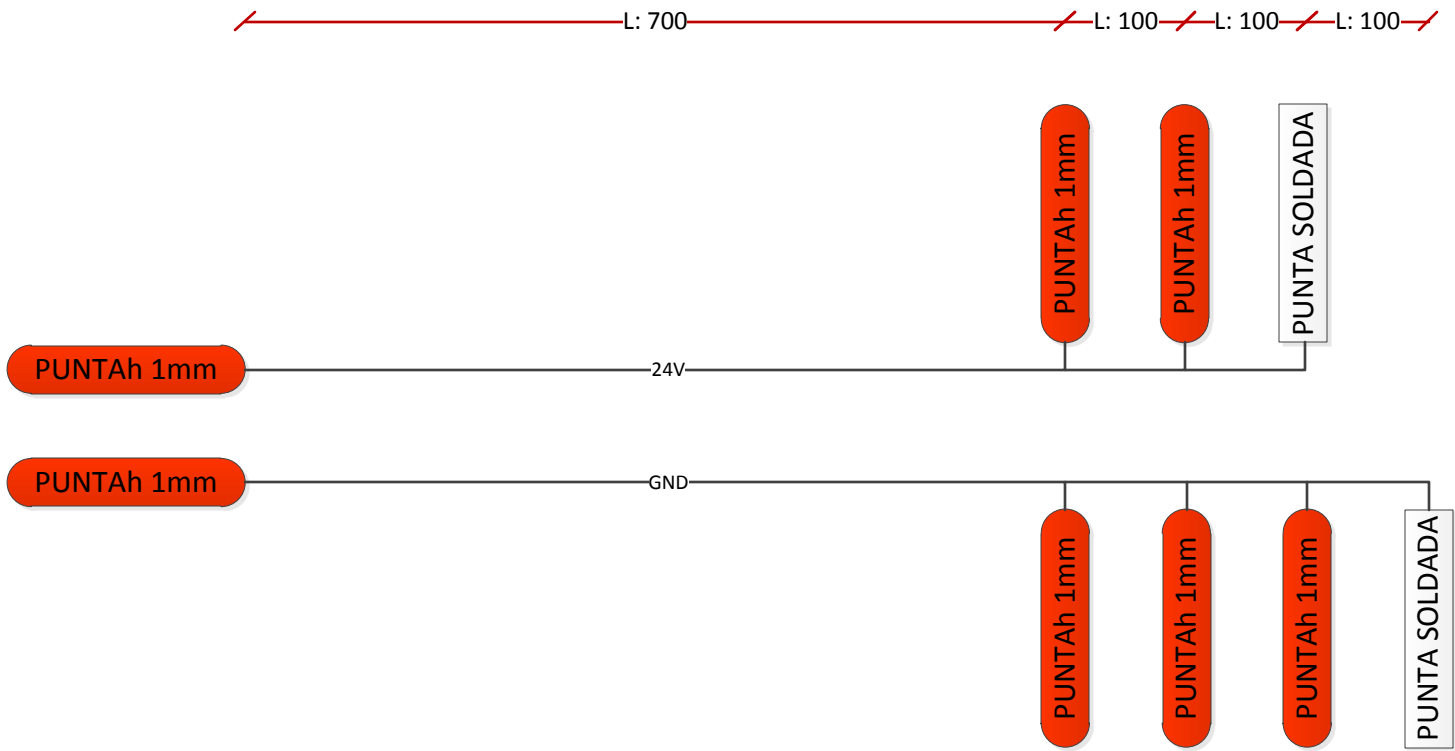 L: 700
L: 100
L: 100
L: 100
PUNTAh 1mm
PUNTAh 1mm
PUNTA SOLDADA
PUNTAh 1mm
24V
PUNTAh 1mm
GND
PUNTAh 1mm
PUNTAh 1mm
PUNTAh 1mm
PUNTA SOLDADA